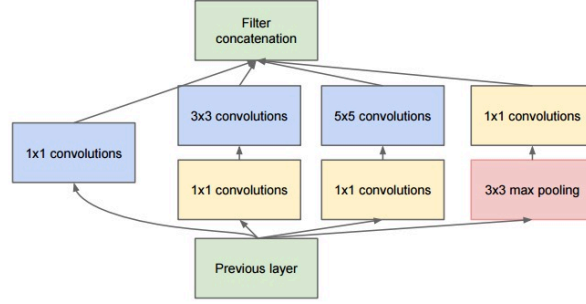 Filter
concatenation
3x3 convolutions
5x5 convolutions
1x1 convolutions
1x1 convolutions
1x1 convolutions
1x1 convolutions
3x3 max pooling
Previous layer